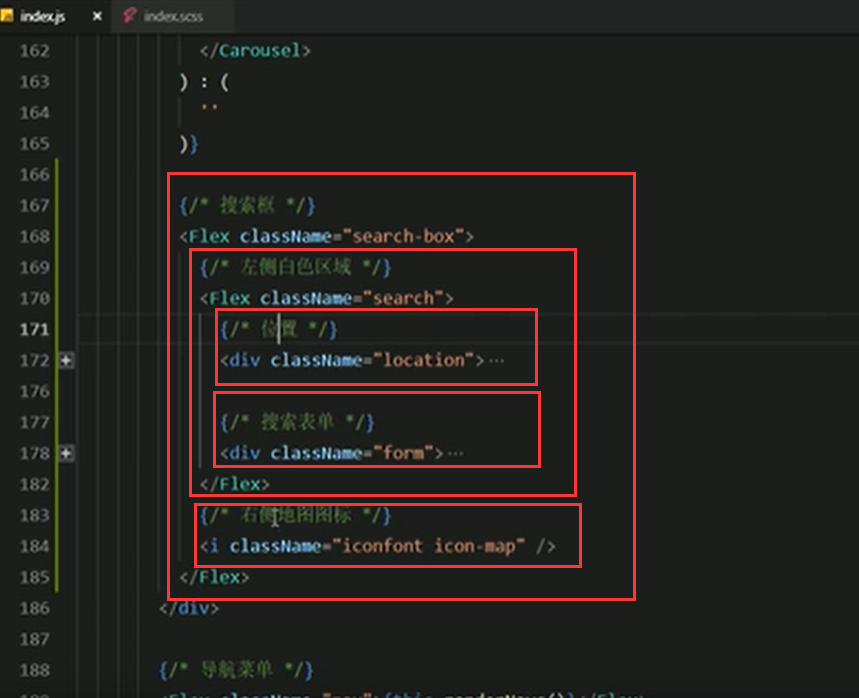 index.js × index.scss
162 </Carousel>
163 ) : (
164 ''
165 )}
166
167 {/* 搜索框 */}
168 <Flex className="search-box">
169 {/* 左侧白色区域 */}
170 <Flex className="search">
171 {/* 位置 */}
172 <div className="location">···
176
177 {/* 搜索表单 */}
178 <div className="form">···
182 </Flex>
183 {/* 右侧地图图标 */}
184 <i className="iconfont icon-map" />
185 </Flex>
186 </div>
187
188 {/* 导航菜单 */}